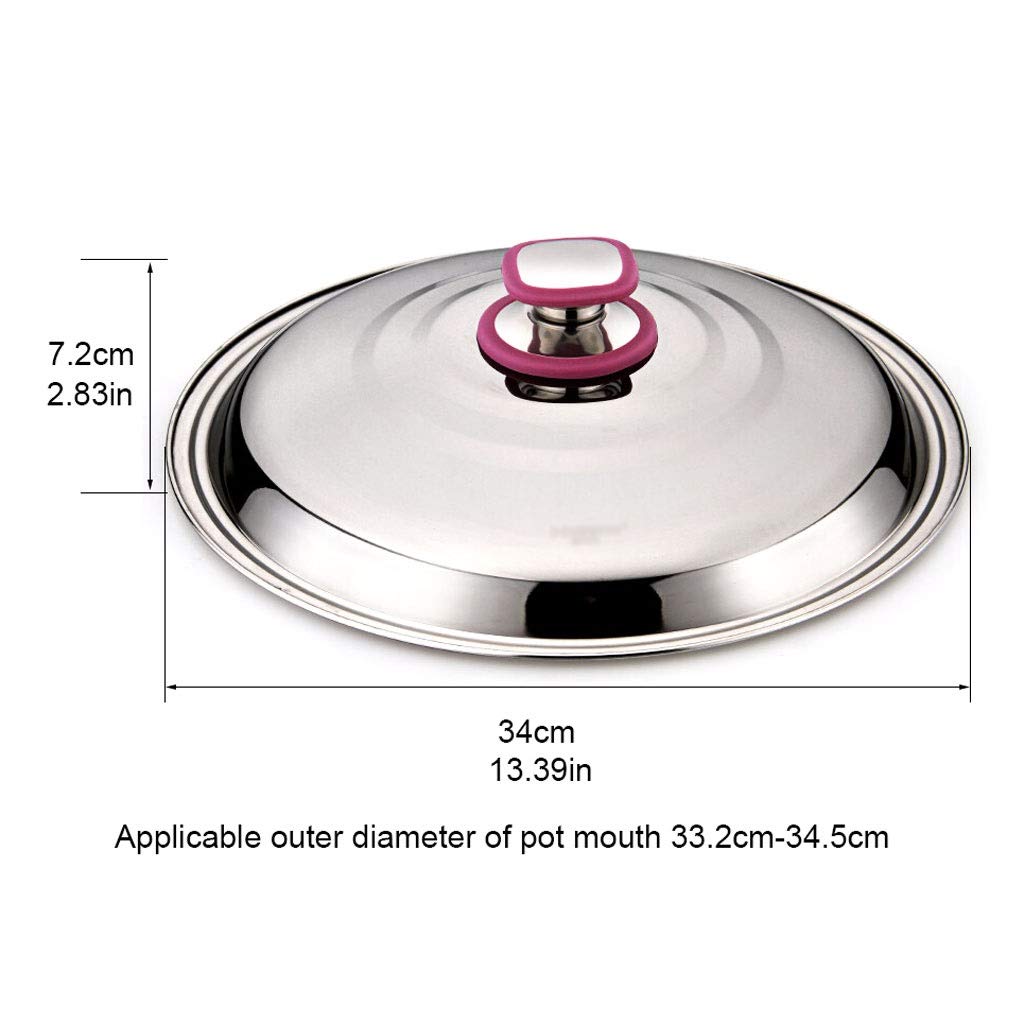 7.2cm
2.83in
34cm
13.39in
Applicable outer diameter of pot mouth 33.2cm-34.5cm